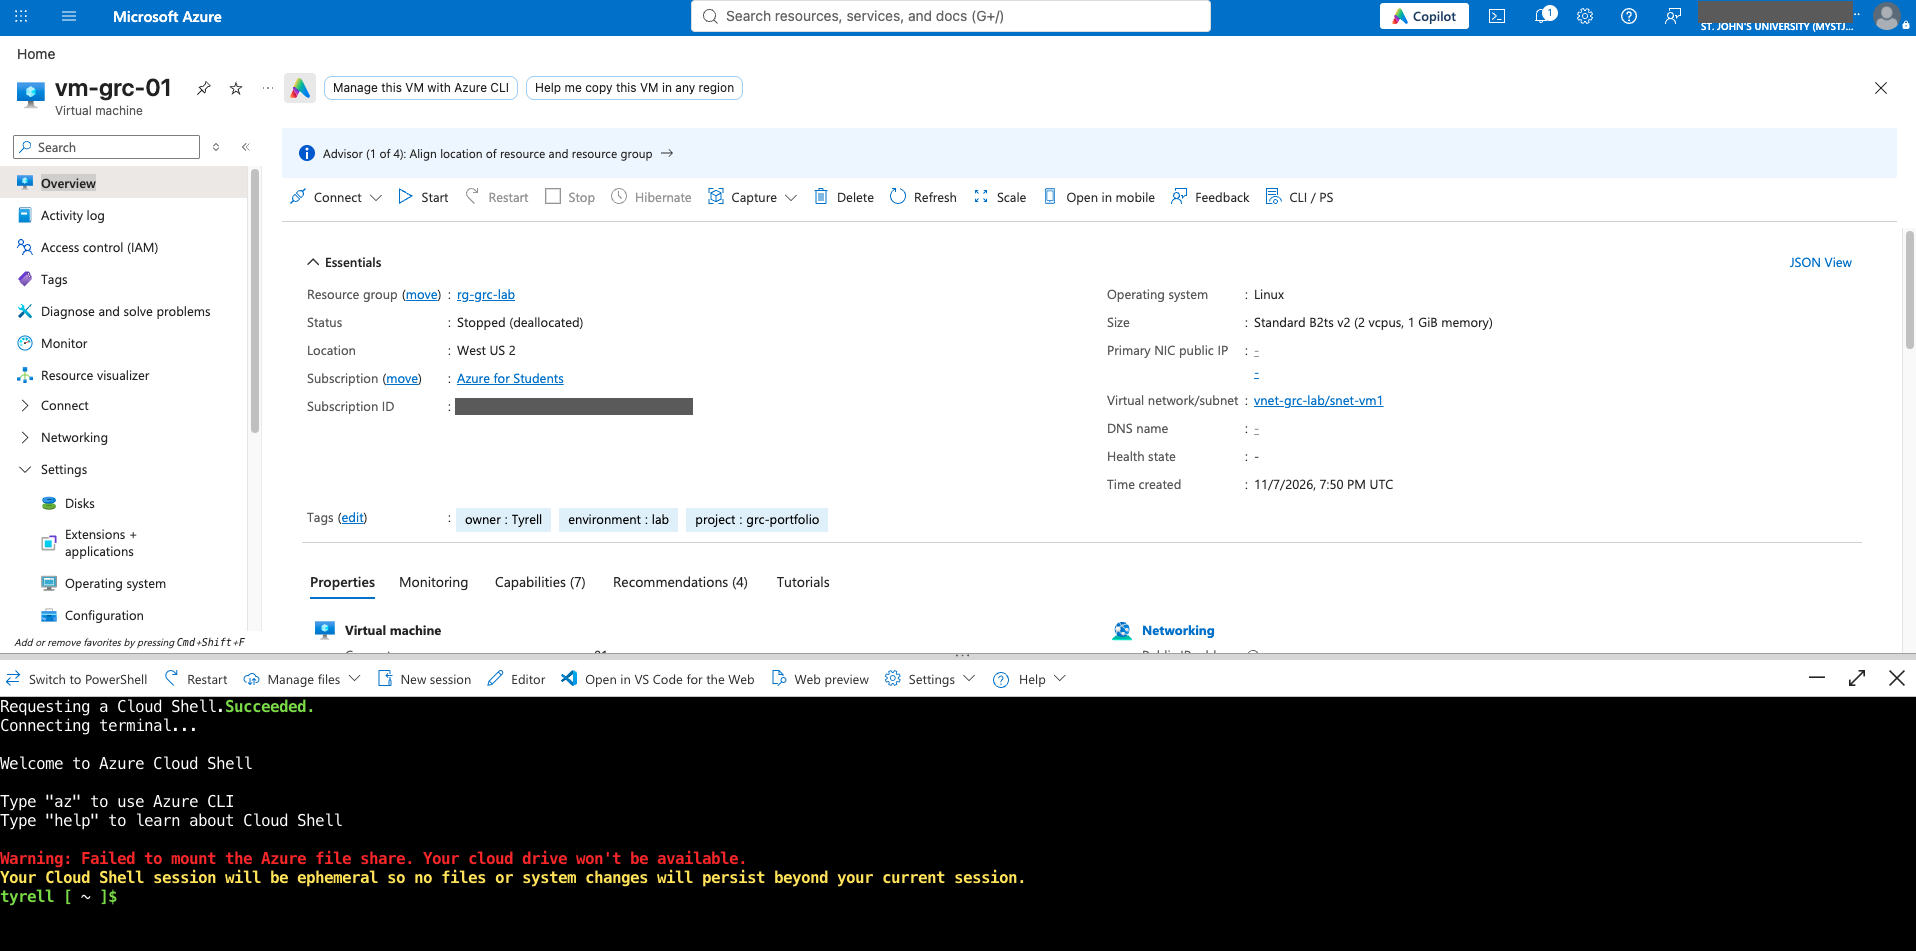 Microsoft Azure
Search resources, services, and docs (G+/)
Copilot
1
ST. JOHN'S UNIVERSITY (MYSTJ...
Home
vm-grc-01
Virtual machine
Manage this VM with Azure CLI
Help me copy this VM in any region
Search
Advisor (1 of 4): Align location of resource and resource group
Connect
Start
Restart
Stop
Hibernate
Capture
Delete
Refresh
Scale
Open in mobile
Feedback
CLI / PS
Overview
Activity log
Access control (IAM)
Tags
Diagnose and solve problems
Monitor
Resource visualizer
Connect
Networking
Settings
Disks
Extensions +
applications
Operating system
Configuration
Add or remove favorites by pressing Cmd+Shift+F
Essentials
JSON View
Resource group (move) : rg-grc-lab
Status : Stopped (deallocated)
Location : West US 2
Subscription (move) : Azure for Students
Subscription ID :
Operating system : Linux
Size : Standard B2ts v2 (2 vcpus, 1 GiB memory)
Primary NIC public IP : -
-
Virtual network/subnet : vnet-grc-lab/snet-vm1
DNS name : -
Health state : -
Time created : 11/7/2026, 7:50 PM UTC
Tags (edit) : owner : Tyrell environment : lab project : grc-portfolio
Properties
Monitoring
Capabilities (7)
Recommendations (4)
Tutorials
Virtual machine
Networking
Switch to PowerShell
Restart
Manage files
New session
Editor
Open in VS Code for the Web
Web preview
Settings
Help
Requesting a Cloud Shell.Succeeded.
Connecting terminal...
Welcome to Azure Cloud Shell
Type "az" to use Azure CLI
Type "help" to learn about Cloud Shell
Warning: Failed to mount the Azure file share. Your cloud drive won't be available.
Your Cloud Shell session will be ephemeral so no files or system changes will persist beyond your current session.
tyrell [ ~ ]$